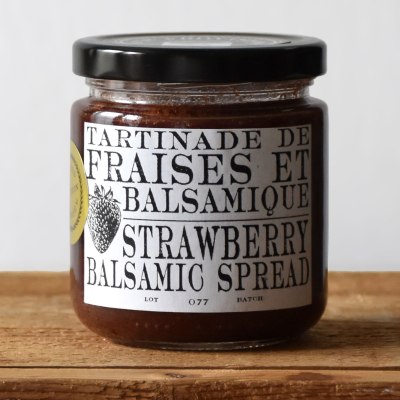 TARTINADE DE
FRAISES ET
BALSAMIQUE
STRAWBERRY
BALSAMIC SPREAD
LOT 077 BATCH